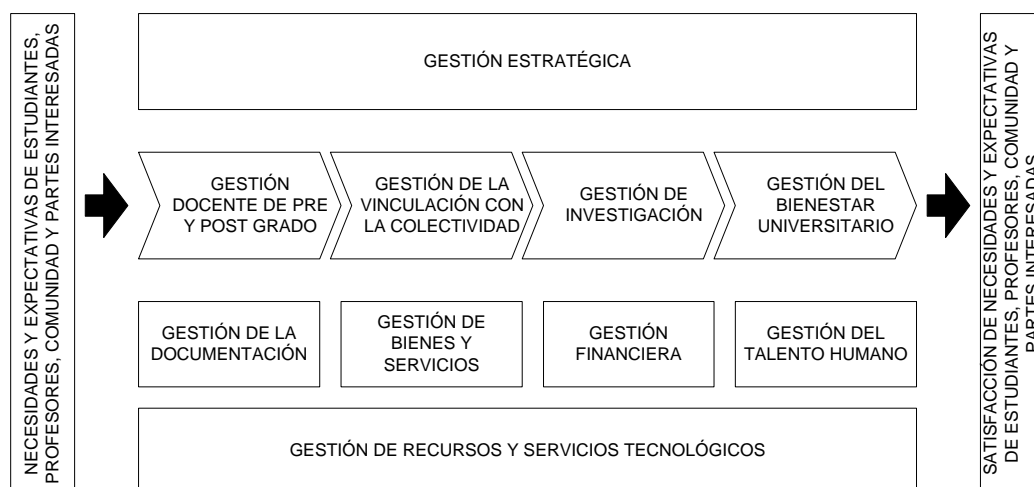 NECESIDADES Y EXPECTATIVAS DE ESTUDIANTES,
PROFESORES, COMUNIDAD Y PARTES INTERESADAS
GESTIÓN ESTRATÉGICA
GESTIÓN
DOCENTE DE PRE
Y POST GRADO
GESTIÓN DE LA
VINCULACIÓN CON
LA COLECTIVIDAD
GESTIÓN DE
INVESTIGACIÓN
GESTIÓN DEL
BIENESTAR
UNIVERSITARIO
GESTIÓN DE LA
DOCUMENTACIÓN
GESTIÓN DE
BIENES Y
SERVICIOS
GESTIÓN
FINANCIERA
GESTIÓN DEL
TALENTO HUMANO
GESTIÓN DE RECURSOS Y SERVICIOS TECNOLÓGICOS
SATISFACCIÓN DE NECESIDADES Y EXPECTATIVAS
DE ESTUDIANTES, PROFESORES, COMUNIDAD Y
PARTES INTERESADAS